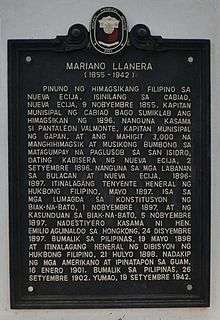 MARIANO LLANERA
(1855 - 1942)
PINUNO NG HIMAGSIKANG FILIPINO SA
NUEVA ECIJA, ISINILANG SA CABIAO,
NUEVA ECIJA, 9 NOBYEMBRE 1855. KAPITAN
MUNISIPAL NG CABIAO BAGO SUMIKLAB ANG
HIMAGSIKAN NG 1896. NANGUNA KASAMA
SI PANTALEON VALMONTE, KAPITAN MUNISIPAL
NG GAPAN, AT ANG MAHIGIT 3,000 NA
MANGHIHIMAGSIK AT MUSIKONG BUMBONG SA
MATAGUMPAY NA PAGLUSOB SA SAN ISIDRO,
DATING KABISERA NG NUEVA ECIJA, 2
SETYEMBRE 1896. NANGUNA SA MGA LABANAN
SA BULACAN AT NUEVA ECIJA, 1896-
1897. ITINALAGANG TENYENTE HENERAL NG
HUKBONG FILIPINO, MAYO 1897. ISA SA
MGA LUMAGDA SA KONSTITUSYON NG
BIAK-NA-BATO, 1 NOBYEMBRE 1897, AT NG
KASUNDUAN SA BIAK-NA-BATO, 5 NOBYEMBRE
1897. NADESTIYERO KASAMA NI HEN.
EMILIO AGUINALDO SA HONGKONG, 24 DISYEMBRE
1897. BUMALIK SA PILIPINAS, 19 MAYO 1898
AT ITINALAGANG HENERAL NG DIBISYON NG
HUKBONG FILIPINO, 21 HULYO 1898. NADAKIP
NG MGA AMERIKANO AT IPINATAPON SA GUAM,
16 ENERO 1901. BUMALIK SA PILIPINAS, 26
SETYEMBRE 1902. YUMAO, 19 SETYEMBRE 1942.